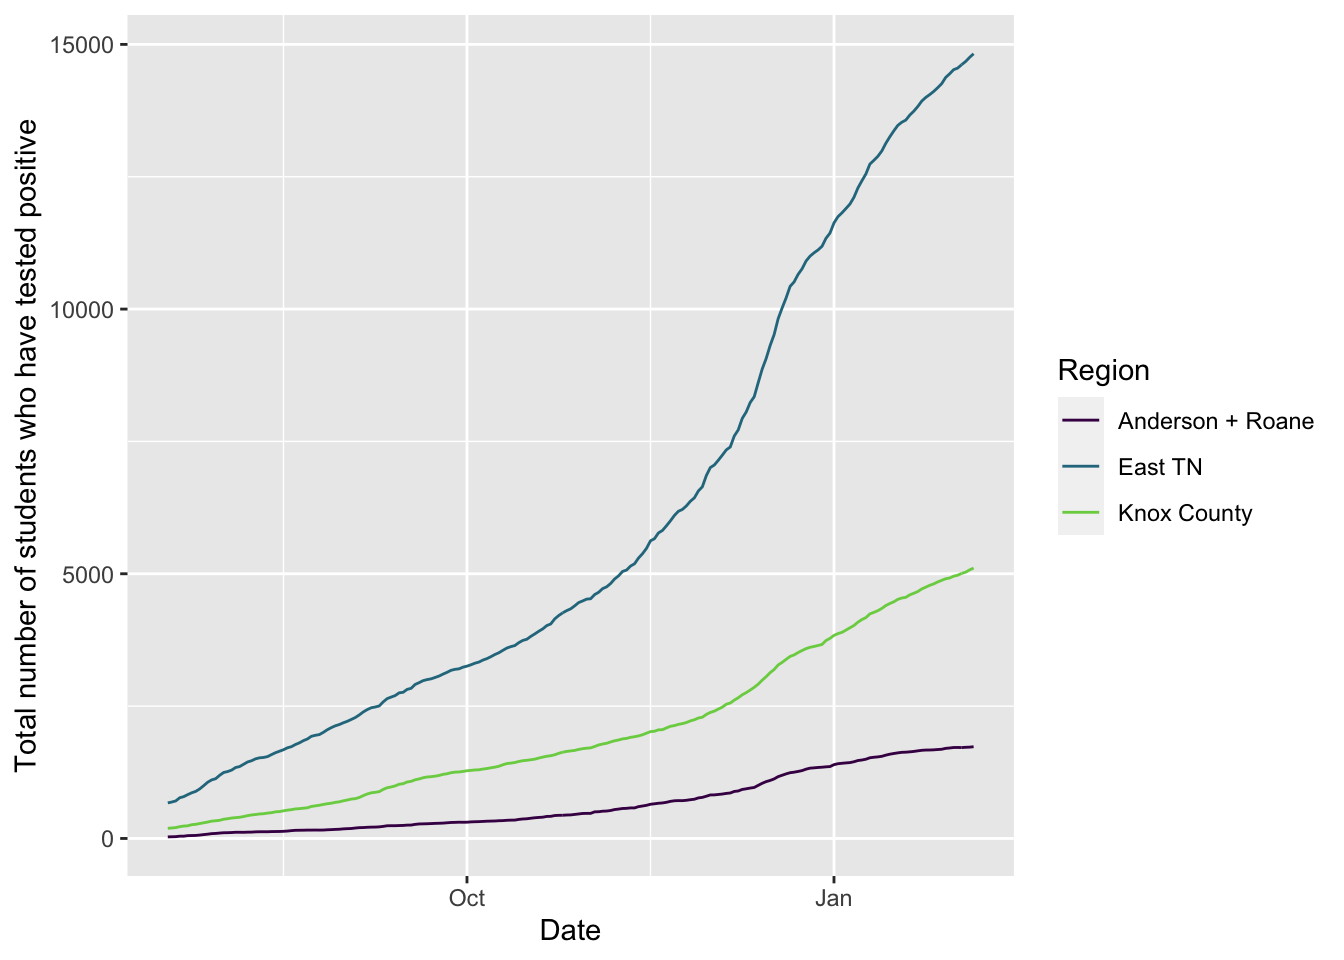 Total number of students who have tested positive
15000
10000
5000
0
Oct
Jan
Date
Region
Anderson + Roane
East TN
Knox County